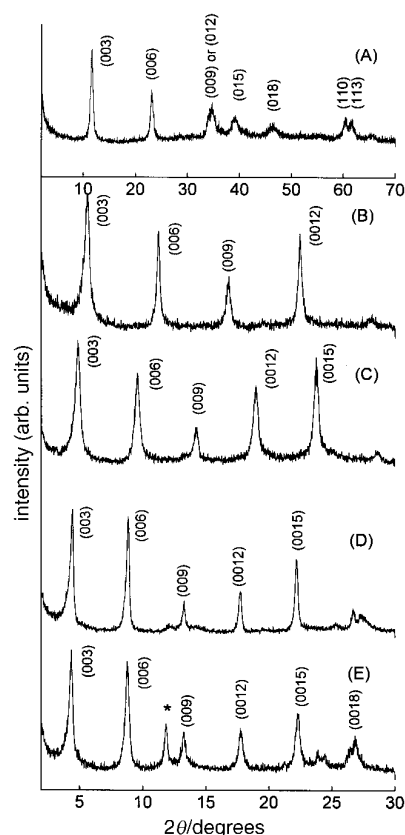 (003)
(006)
(009) or (012)
(015)
(018)
(110)
(113)
(A)
10 20 30 40 50 60 70
(003)
(006)
(009)
(0012)
(B)
(003)
(006)
(009)
(0012)
(0015)
(C)
(003)
(006)
(009)
(0012)
(0015)
(D)
(003)
(006)
*
(009)
(0012)
(0015)
(0018)
(E)
5 10 15 20 25 30
2θ/degrees
intensity (arb. units)